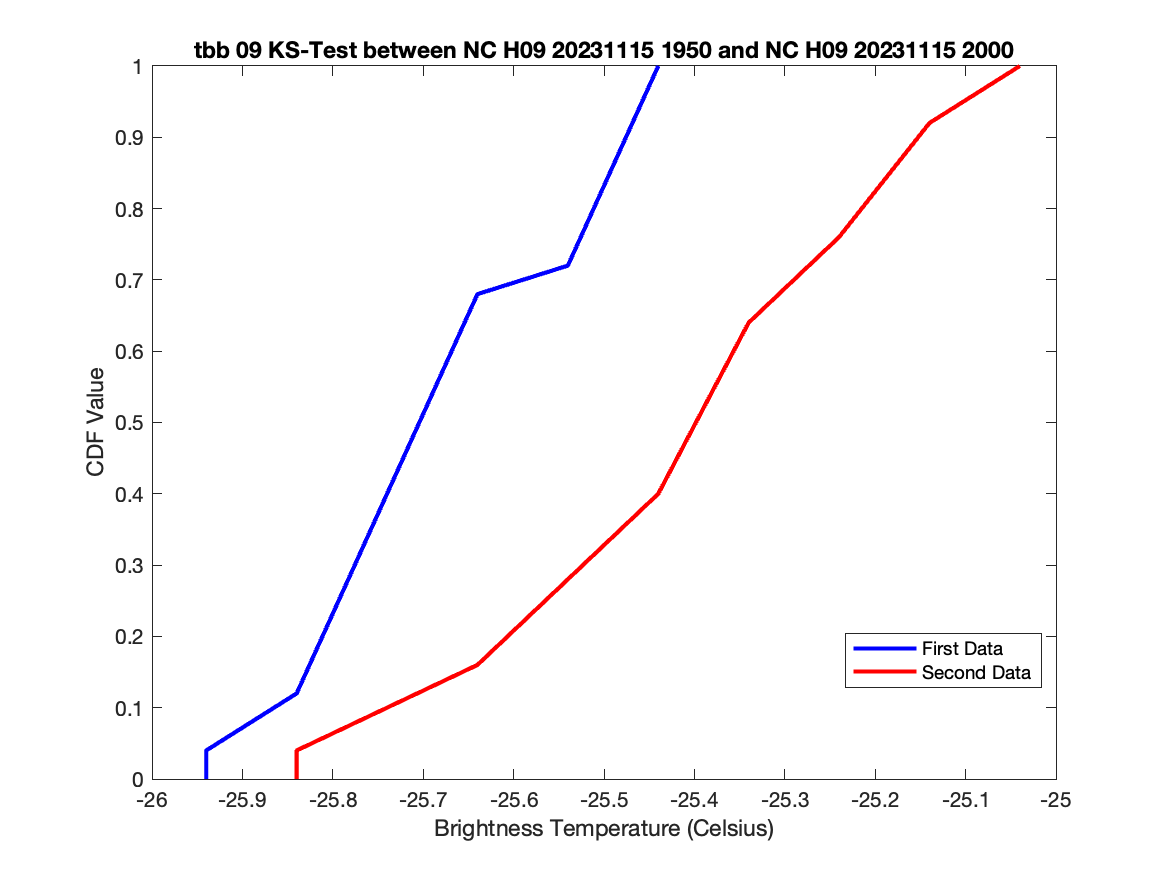 tbb 09 KS-Test between NC H09 20231115 1950 and NC H09 20231115 2000
1
0.9
0.8
0.7
0.6
0.5
0.4
0.3
0.2
0.1
0
CDF Value
First Data
Second Data
-26 -25.9 -25.8 -25.7 -25.6 -25.5 -25.4 -25.3 -25.2 -25.1 -25
Brightness Temperature (Celsius)